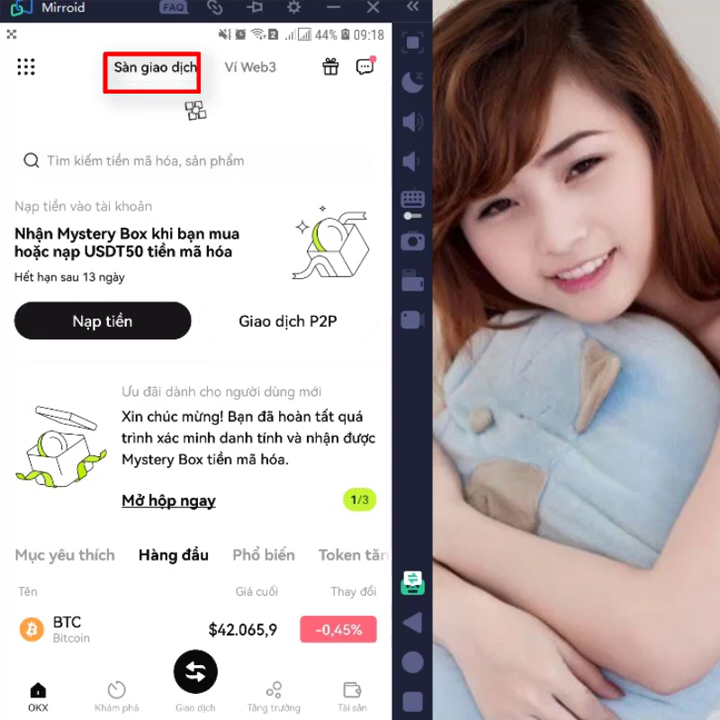 Mirroid
FAQ
44% 09:18
Sàn giao dịch
Ví Web3
Tìm kiếm tiền mã hóa, sản phẩm
Nạp tiền vào tài khoản
Nhận Mystery Box khi bạn mua
hoặc nạp USDT50 tiền mã hóa
Hết hạn sau 13 ngày
Nạp tiền
Giao dịch P2P
Ưu đãi dành cho người dùng mới
Xin chúc mừng! Bạn đã hoàn tất quá
trình xác minh danh tính và nhận được
Mystery Box tiền mã hóa.
Mở hộp ngay
1/3
Mục yêu thích
Hàng đầu
Phổ biến
Token tăn
Tên
Giá cuối
Thay đổi
BTC
Bitcoin
$42.065,9
-0,45%
OKX
Khám phá
Giao dịch
Tăng trưởng
Tài sản